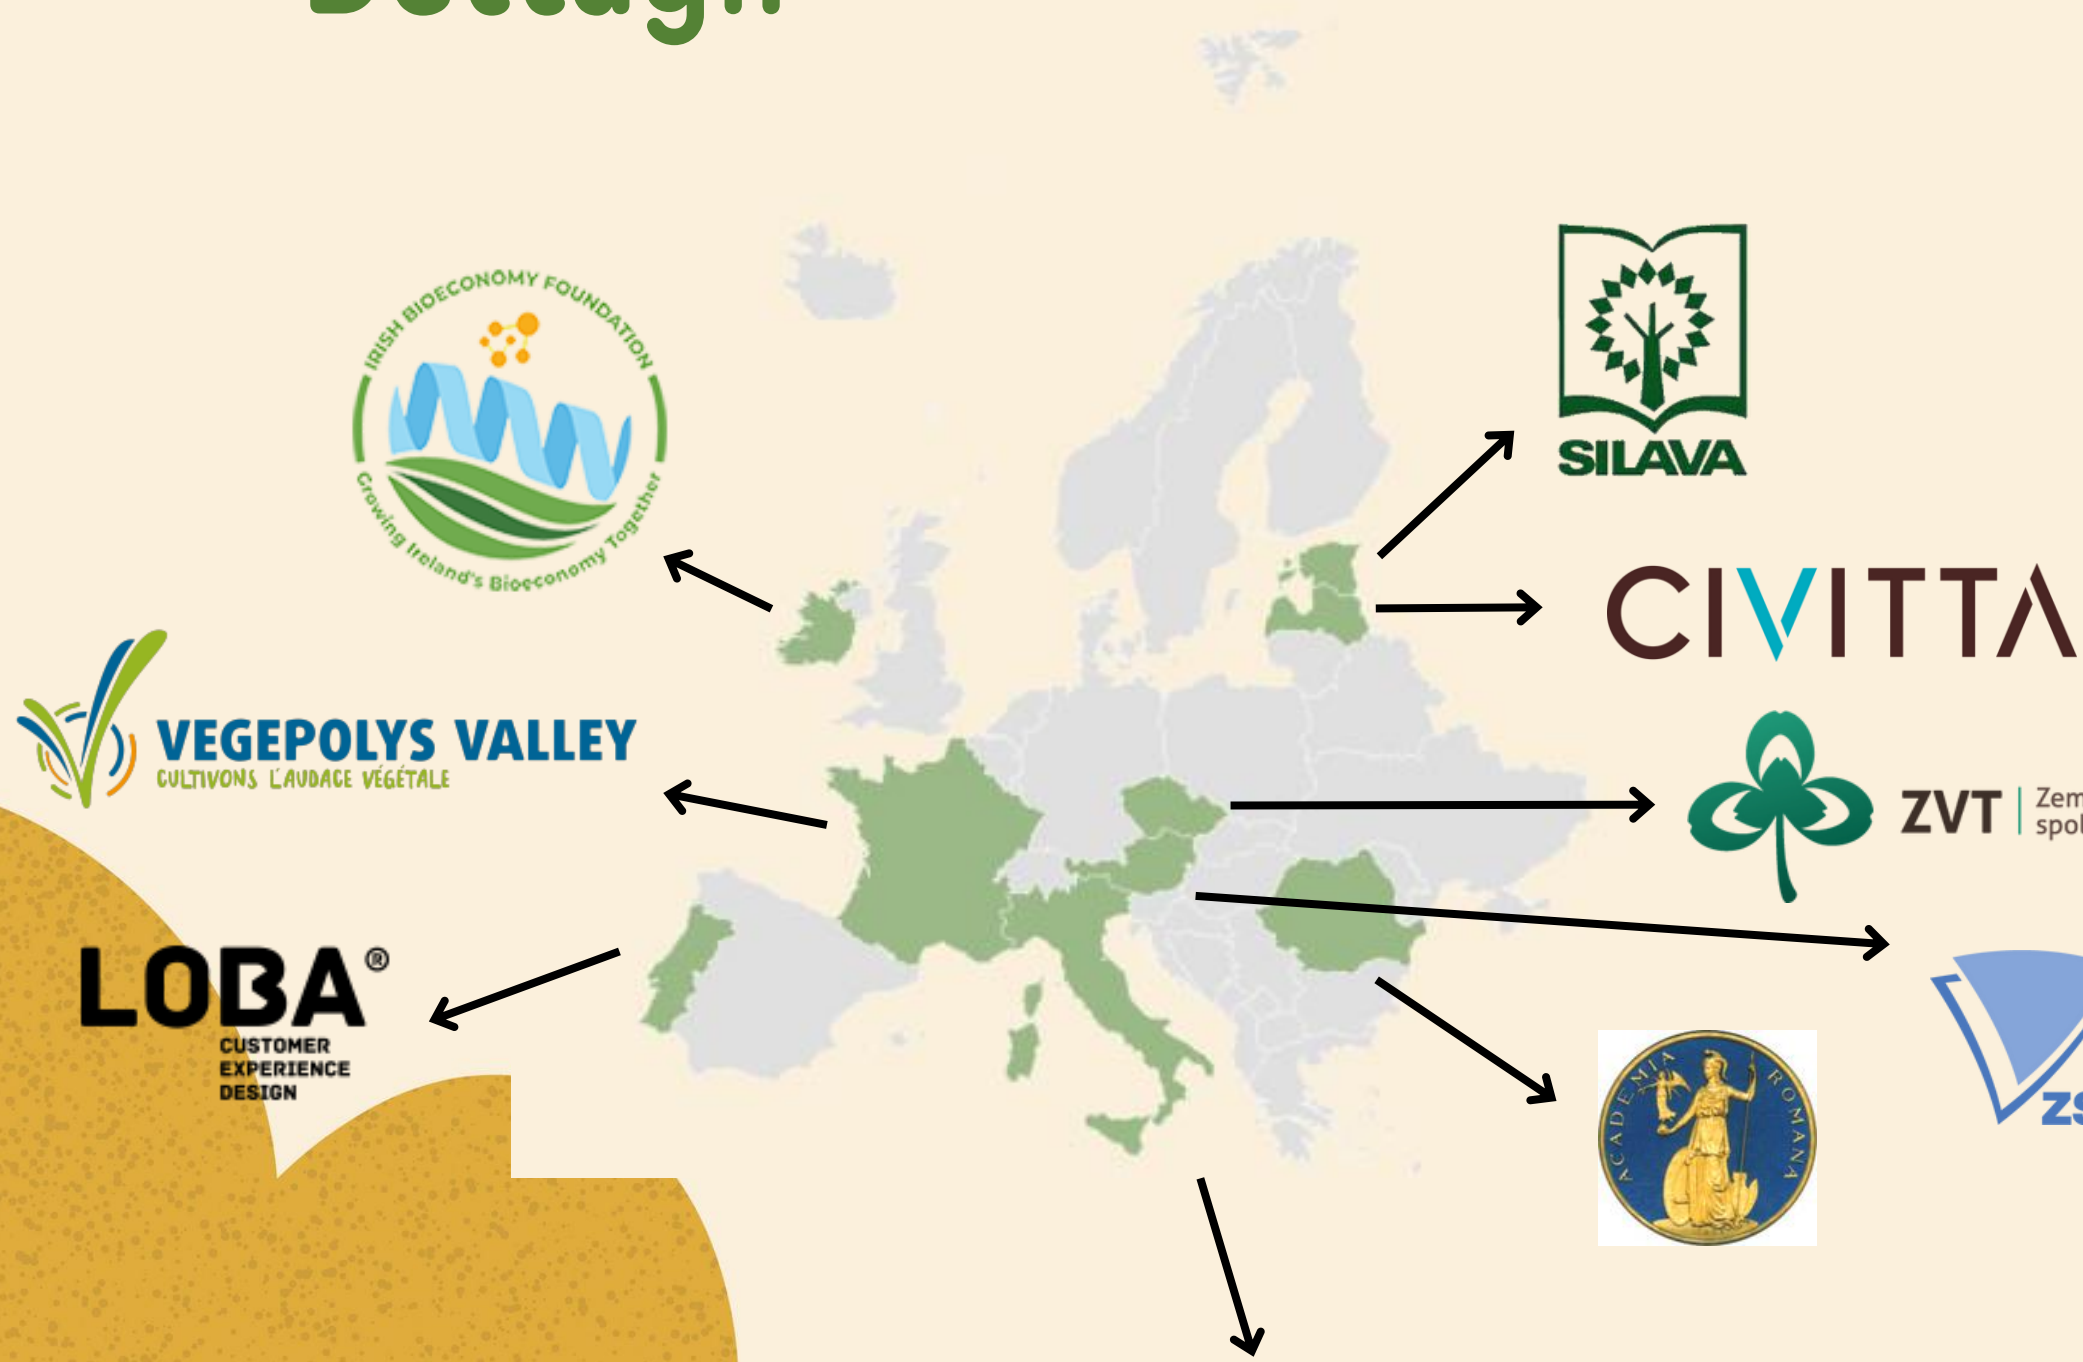 IRISH BIOECONOMY FOUNDATION
Growing Ireland's Bioeconomy Together
SILAVA
CIVITTA
VEGEPOLYS VALLEY
CULTIVONS L'AUDACE VÉGÉTALE
ZVT
LOBA®
CUSTOMER
EXPERIENCE
DESIGN
ACADEMIA ROMANA